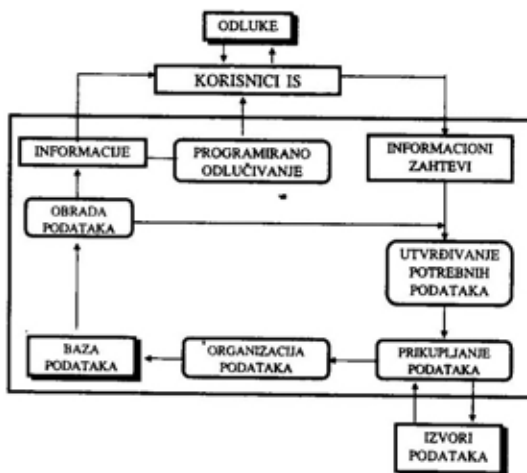 ODLUKE
KORISNICI IS
INFORMACIJE
PROGRAMIRANO
ODLUČIVANJE
INFORMACIONI
ZAHTEVI
OBRADA
PODATAKA
UTVRĐIVANJE
POTREBNIH
PODATAKA
BAZA
PODATAKA
ORGANIZACIJA
PODATAKA
PRIKUPLJANJE
PODATAKA
IZVORI
PODATAKA